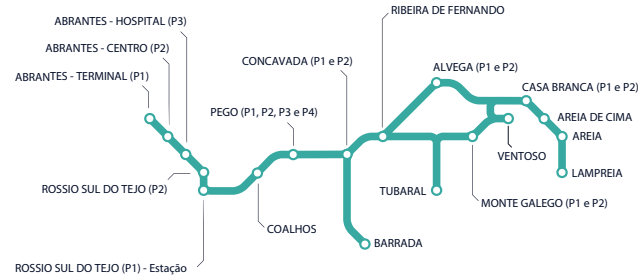 RIBEIRA DE FERNANDO
ABRANTES - HOSPITAL (P3)
ABRANTES - CENTRO (P2)
CONCAVADA (P1 e P2)
ALVEGA (P1 e P2)
ABRANTES - TERMINAL (P1)
CASA BRANCA (P1 e P2)
PEGO (P1, P2, P3 e P4)
AREIA DE CIMA
AREIA
VENTOSO
LAMPREIA
ROSSIO SUL DO TEJO (P2)
TUBARAL
MONTE GALEGO (P1 e P2)
COALHOS
BARRADA
ROSSIO SUL DO TEJO (P1) - Estação